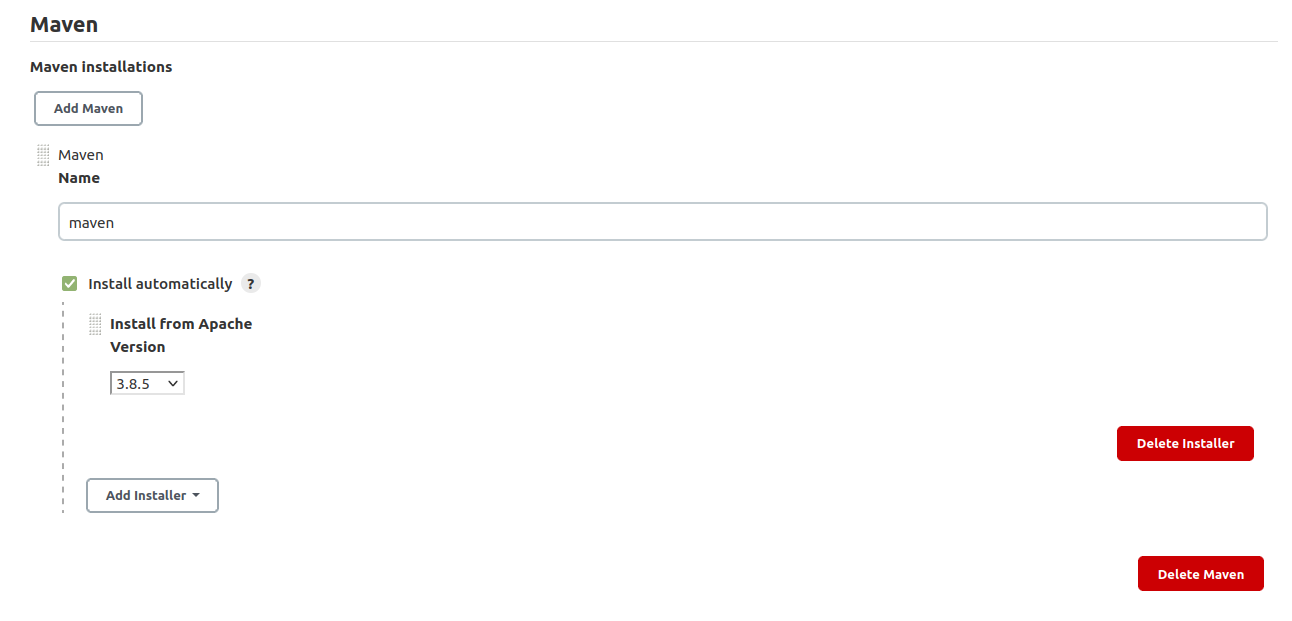 Maven
Maven installations
Add Maven
Maven
Name
maven
Install automatically ?
Install from Apache
Version
3.8.5
Delete Installer
Add Installer
Delete Maven